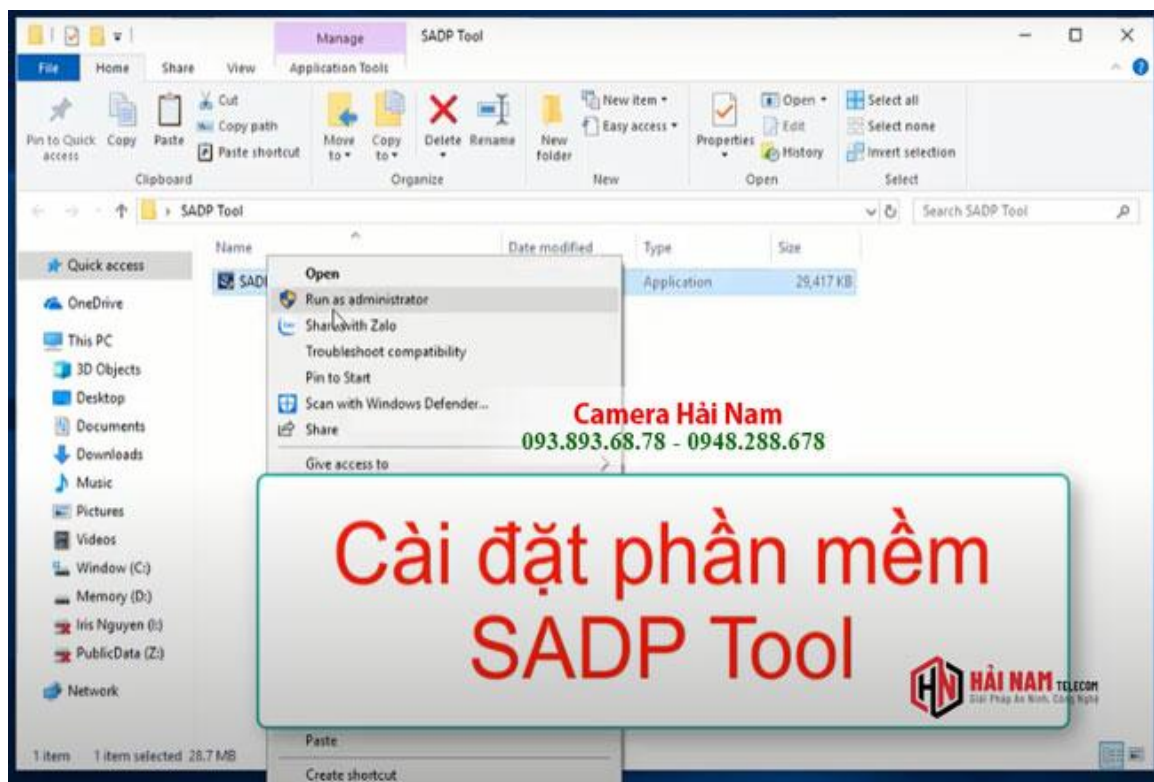 Manage
SADP Tool
File
Home
Share
View
Application Tools
Pin to Quick access
Copy
Paste
Cut
Copy path
Paste shortcut
Clipboard
Move to
Copy to
Delete
Rename
Organize
New folder
New item
Easy access
New
Properties
Open
Edit
History
Open
Select all
Select none
Invert selection
Select
SADP Tool
Search SADP Tool
Name
Date modified
Type
Size
Quick access
OneDrive
This PC
3D Objects
Desktop
Documents
Downloads
Music
Pictures
Videos
Window (C:)
Memory (D:)
Iris Nguyen (I:)
PublicData (Z:)
Network
Application
29,417 KB
Open
Run as administrator
Share with Zalo
Troubleshoot compatibility
Pin to Start
Scan with Windows Defender...
Share
Give access to
Camera Hải Nam
093.893.68.78 - 0948.288.678
Cài đặt phần mềm
SADP Tool
HẢI NAM TELECOM
Giải Pháp An Ninh, Công Nghệ
Paste
Create shortcut
1 item
1 item selected 28.7 MB